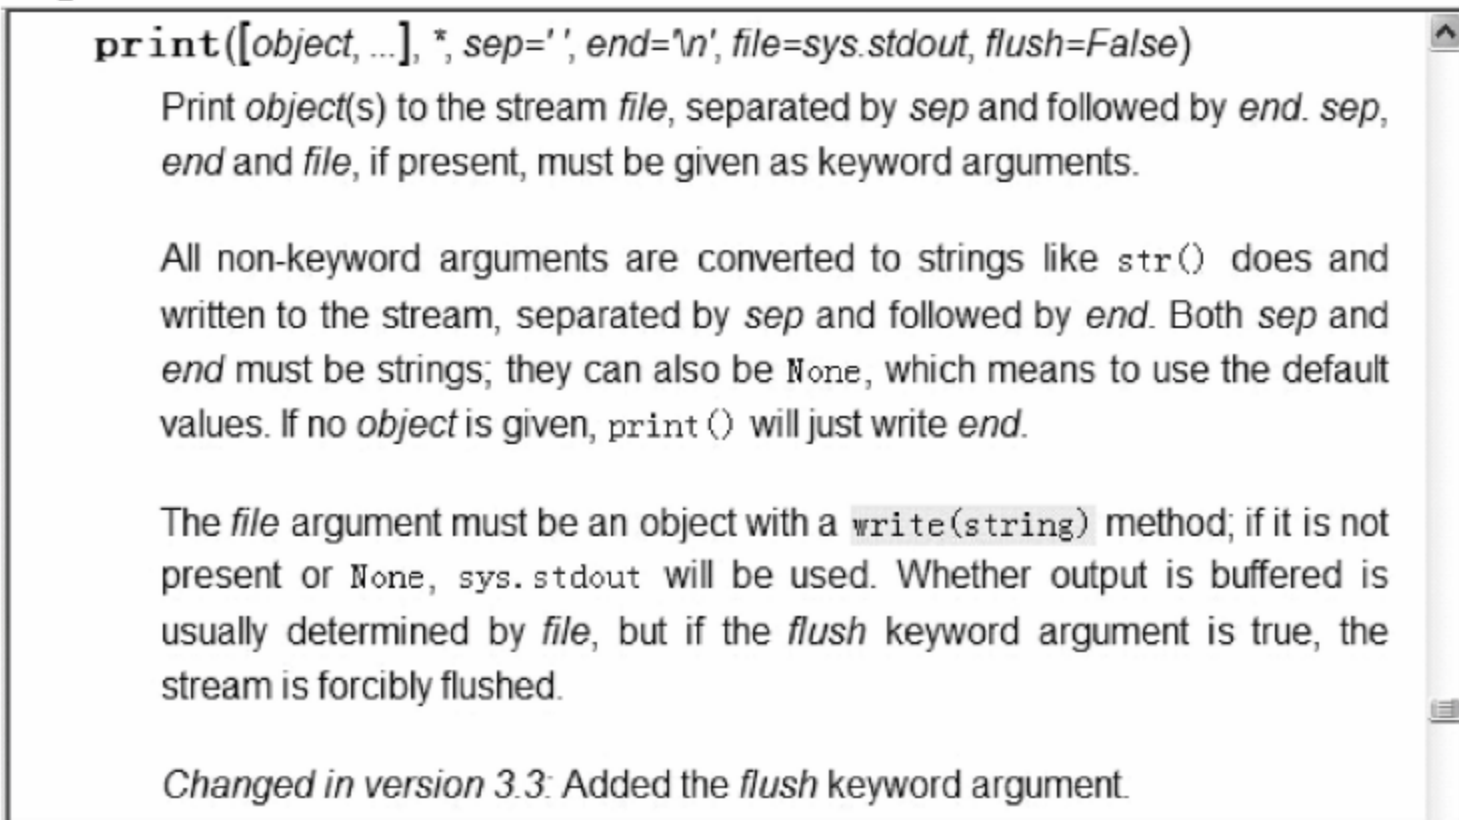 print([object, ...], *, sep=' ', end='\n', file=sys.stdout, flush=False)
Print object(s) to the stream file, separated by sep and followed by end. sep,
end and file, if present, must be given as keyword arguments.
All non-keyword arguments are converted to strings like str() does and
written to the stream, separated by sep and followed by end. Both sep and
end must be strings; they can also be None, which means to use the default
values. If no object is given, print() will just write end.
The file argument must be an object with a write(string) method; if it is not
present or None, sys.stdout will be used. Whether output is buffered is
usually determined by file, but if the flush keyword argument is true, the
stream is forcibly flushed.
Changed in version 3.3: Added the flush keyword argument.